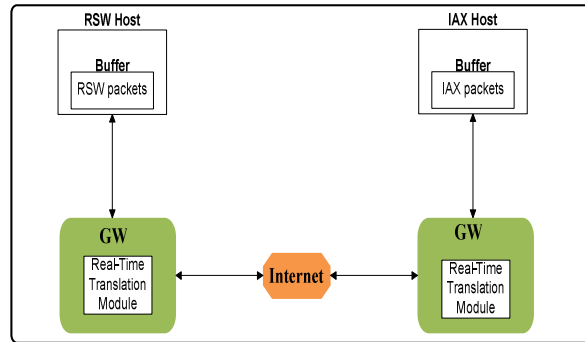 RSW Host
IAX Host
Buffer
RSW packets
Buffer
IAX packets
GW
Real-Time
Translation
Module
Internet
GW
Real-Time
Translation
Module